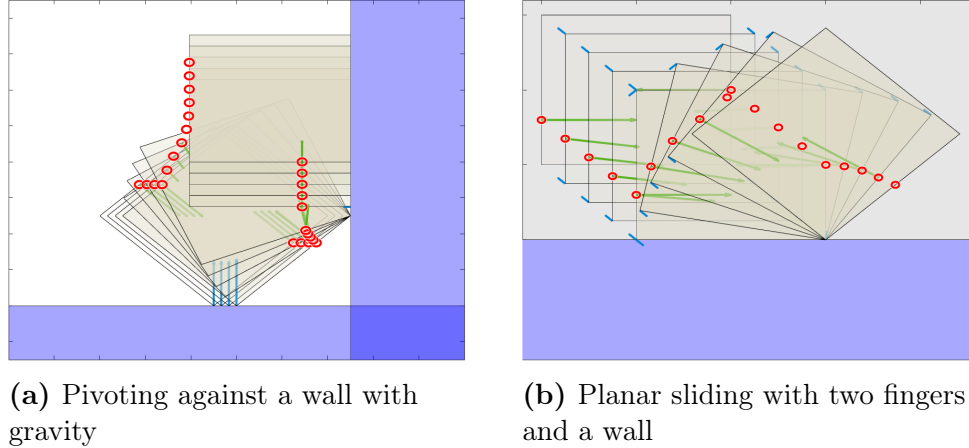 (a) Pivoting against a wall with
gravity
(b) Planar sliding with two fingers
and a wall